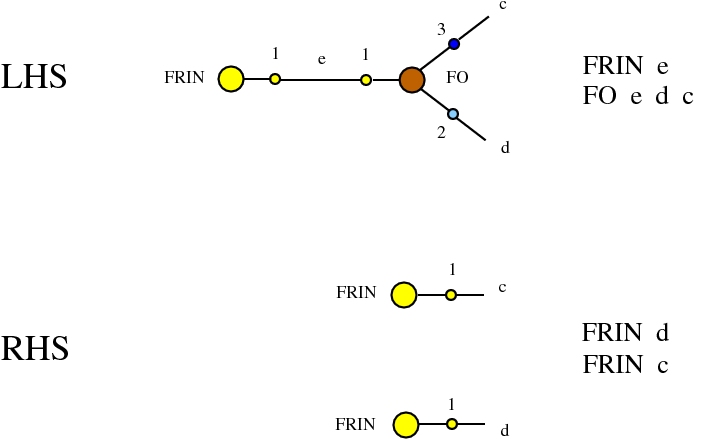 c
3
1 e 1
LHS FRIN FO FRIN e
FO e d c
2
d
1
FRIN c
FRIN d
RHS FRIN c
1
FRIN d